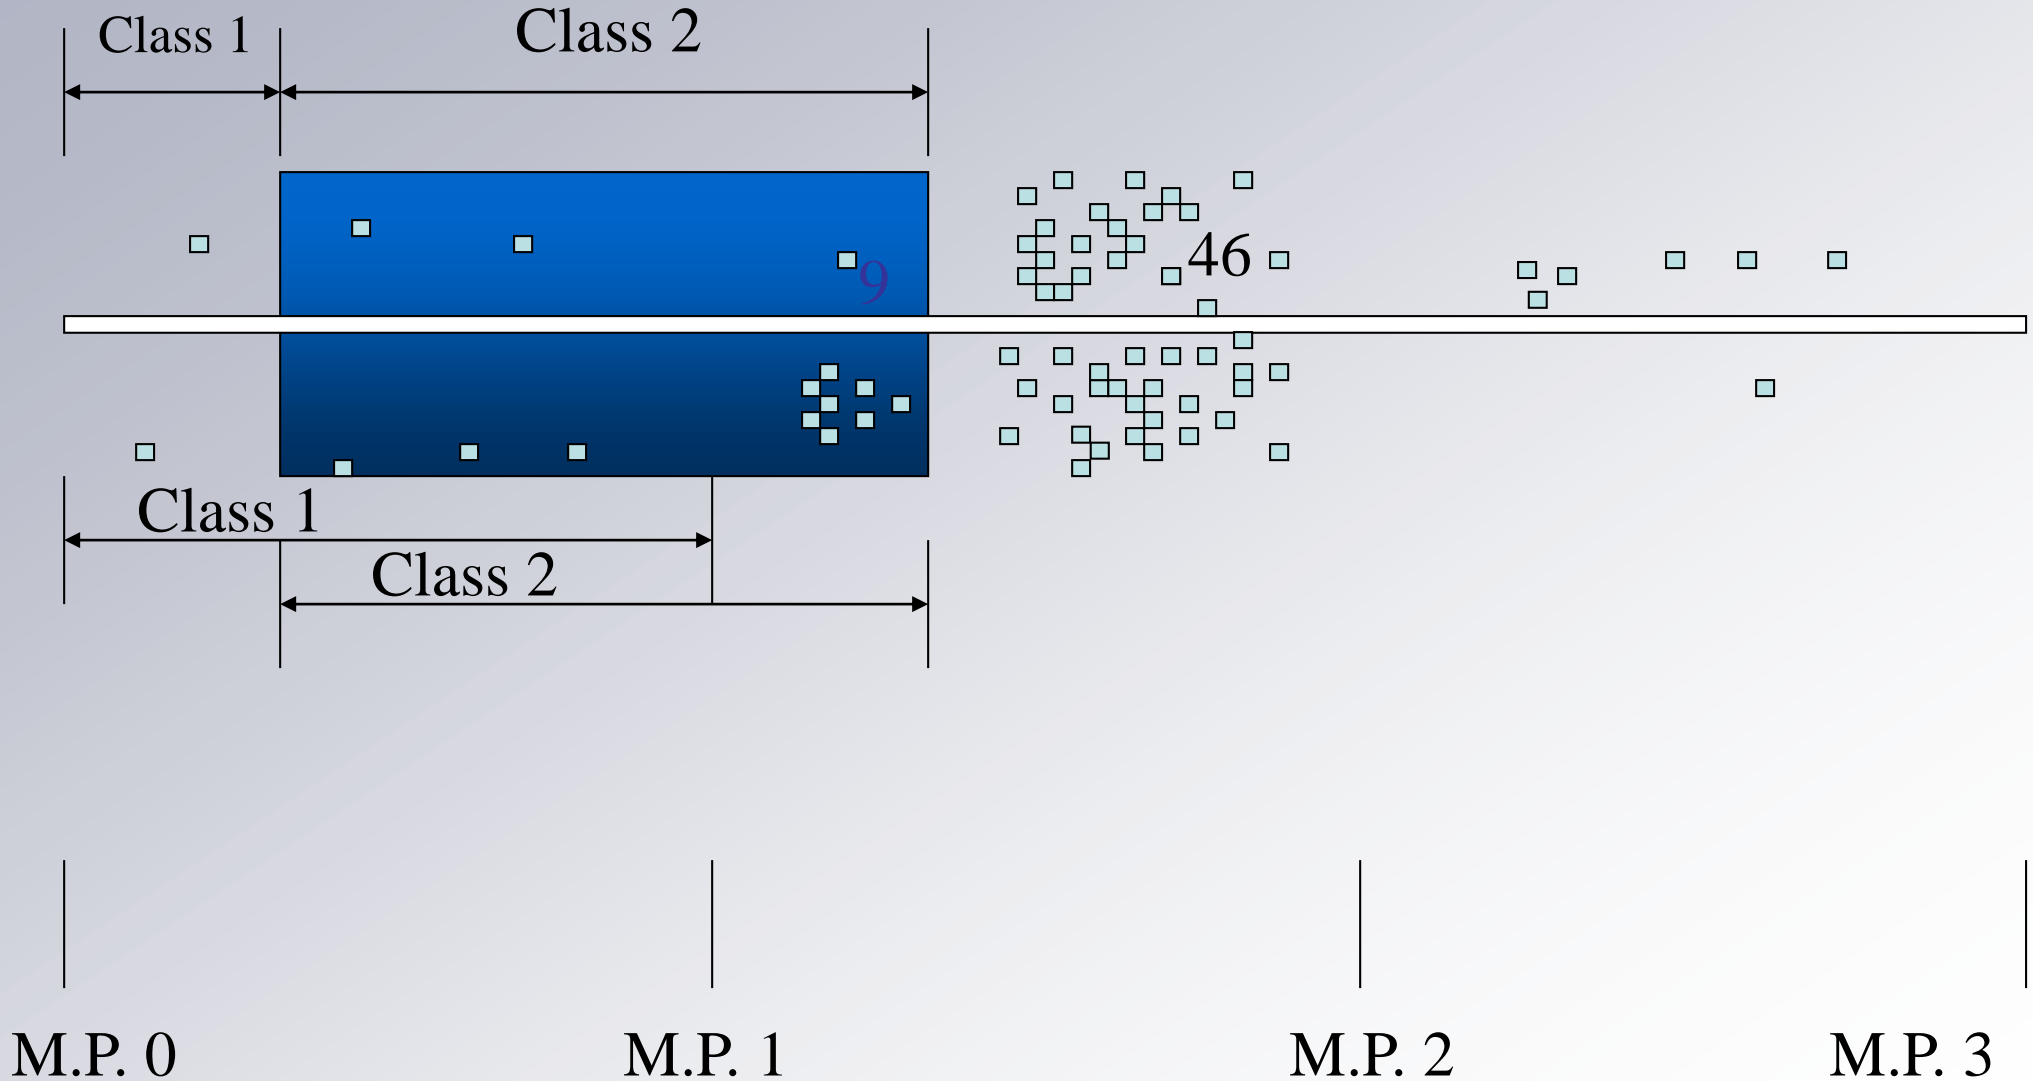 Class 1
Class 2
9
46
Class 1
Class 2
M.P. 0
M.P. 1
M.P. 2
M.P. 3